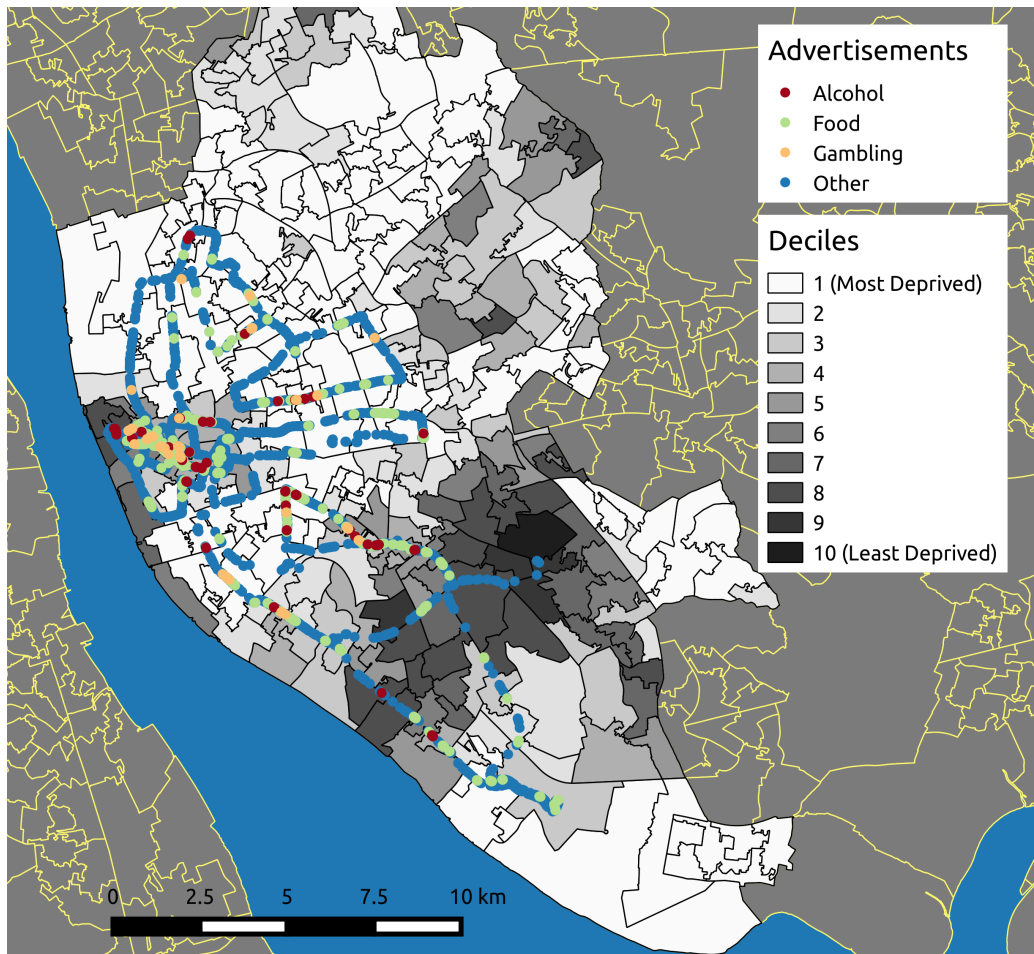 Advertisements
Alcohol
Food
Gambling
Other
Deciles
1 (Most Deprived)
2
3
4
5
6
7
8
9
10 (Least Deprived)
0 2.5 5 7.5 10 km